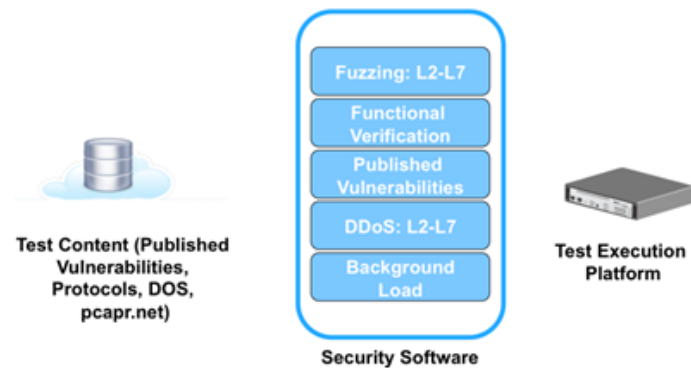 Test Content (Published
Vulnerabilities,
Protocols, DOS,
pcapr.net)
Fuzzing: L2-L7
Functional
Verification
Published
Vulnerabilities
DDoS: L2-L7
Background
Load
Security Software
Test Execution
Platform